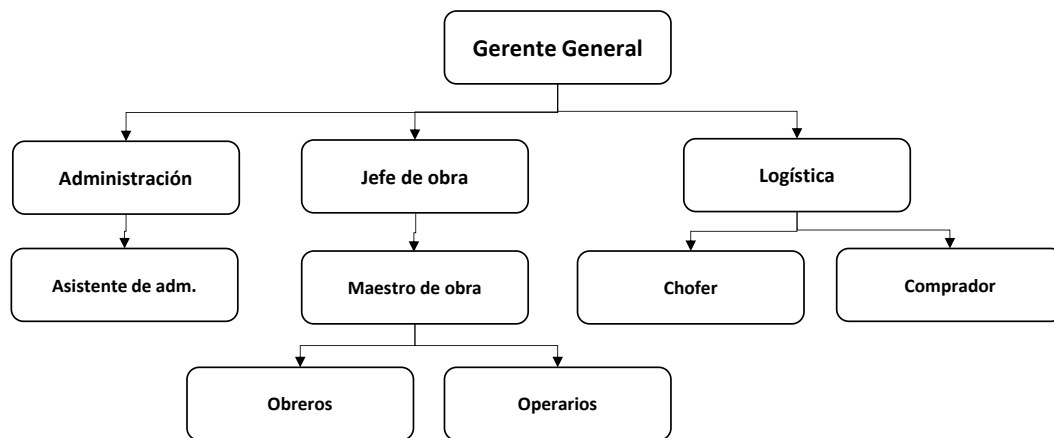 Gerente General
Administración
Jefe de obra
Logística
Asistente de adm.
Maestro de obra
Chofer
Comprador
Obreros
Operarios